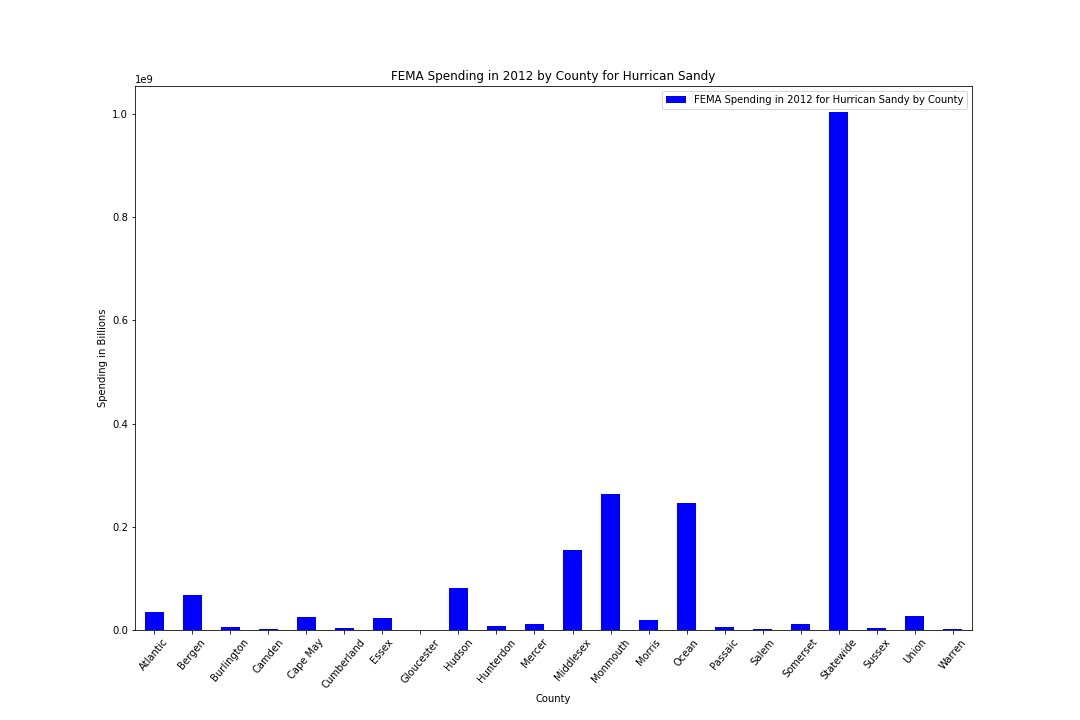 FEMA Spending in 2012 by County for Hurrican Sandy
1e9
FEMA Spending in 2012 for Hurrican Sandy by County
1.0
0.8
0.6
0.4
0.2
0.0
Spending in Billions
Atlantic
Bergen
Burlington
Camden
Cape May
Cumberland
Essex
Gloucester
Hudson
Hunterdon
Mercer
Middlesex
Monmouth
Morris
Ocean
Passaic
Salem
Somerset
Statewide
Sussex
Union
Warren
County